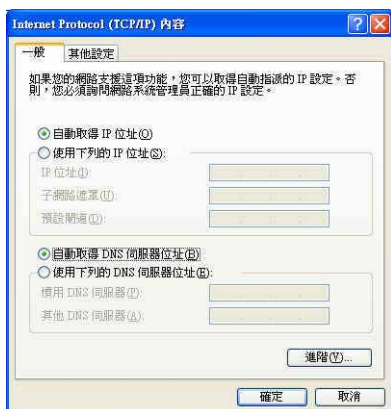 Internet Protocol (TCP/IP) 內容
一般 其他設定
如果您的網路支援這項功能，您可以取得自動指派的 IP 設定。否
則，您必須詢問網路系統管理員正確的 IP 設定。
自動取得 IP 位址(O)
使用下列的 IP 位址(S):
IP 位址(I):
子網路遮罩(U):
預設閘道(D):
自動取得 DNS 伺服器位址(B)
使用下列的 DNS 伺服器位址(E):
慣用 DNS 伺服器(P):
其他 DNS 伺服器(A):
進階(V)...
確定 取消